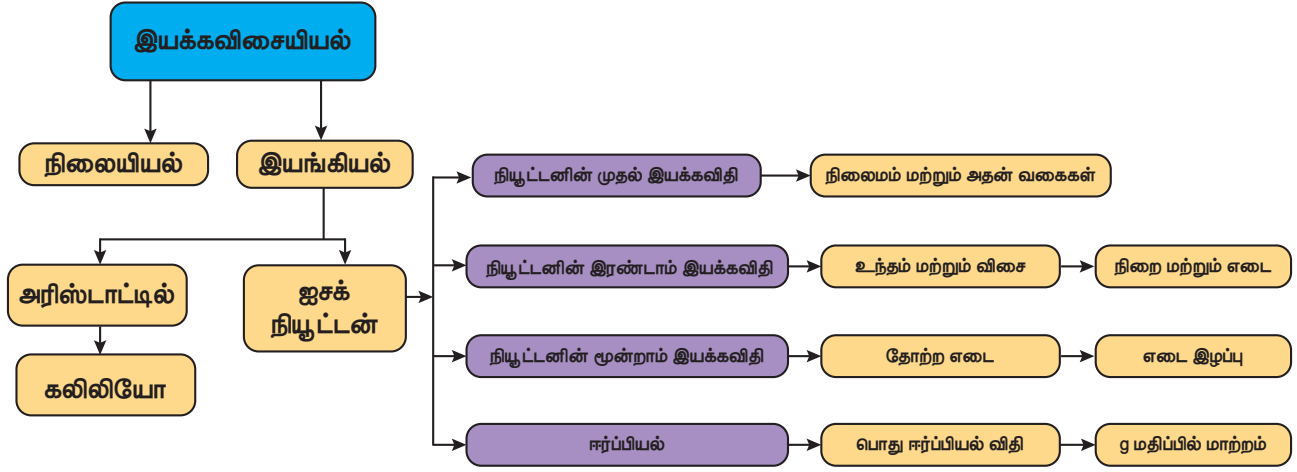 இயக்கவிசையியல்
நிலையியல்
இயங்கியல்
அரிஸ்டாட்டில்
கலிலியோ
ஐசக்
நியூட்டன்
நியூட்டனின் முதல் இயக்கவிதி
நிலைமம் மற்றும் அதன் வகைகள்
நியூட்டனின் இரண்டாம் இயக்கவிதி
உந்தம் மற்றும் விசை
நிறை மற்றும் எடை
நியூட்டனின் மூன்றாம் இயக்கவிதி
தோற்ற எடை
எடை இழப்பு
ஈர்ப்பியல்
பொது ஈர்ப்பியல் விதி
g மதிப்பில் மாற்றம்